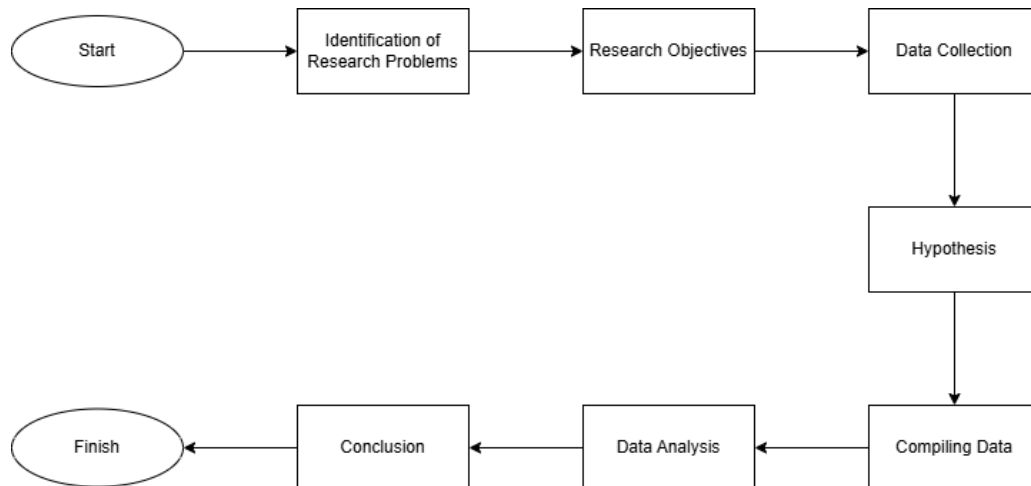 Start
Identification of
Research Problems
Research Objectives
Data Collection
Hypothesis
Compiling Data
Data Analysis
Conclusion
Finish